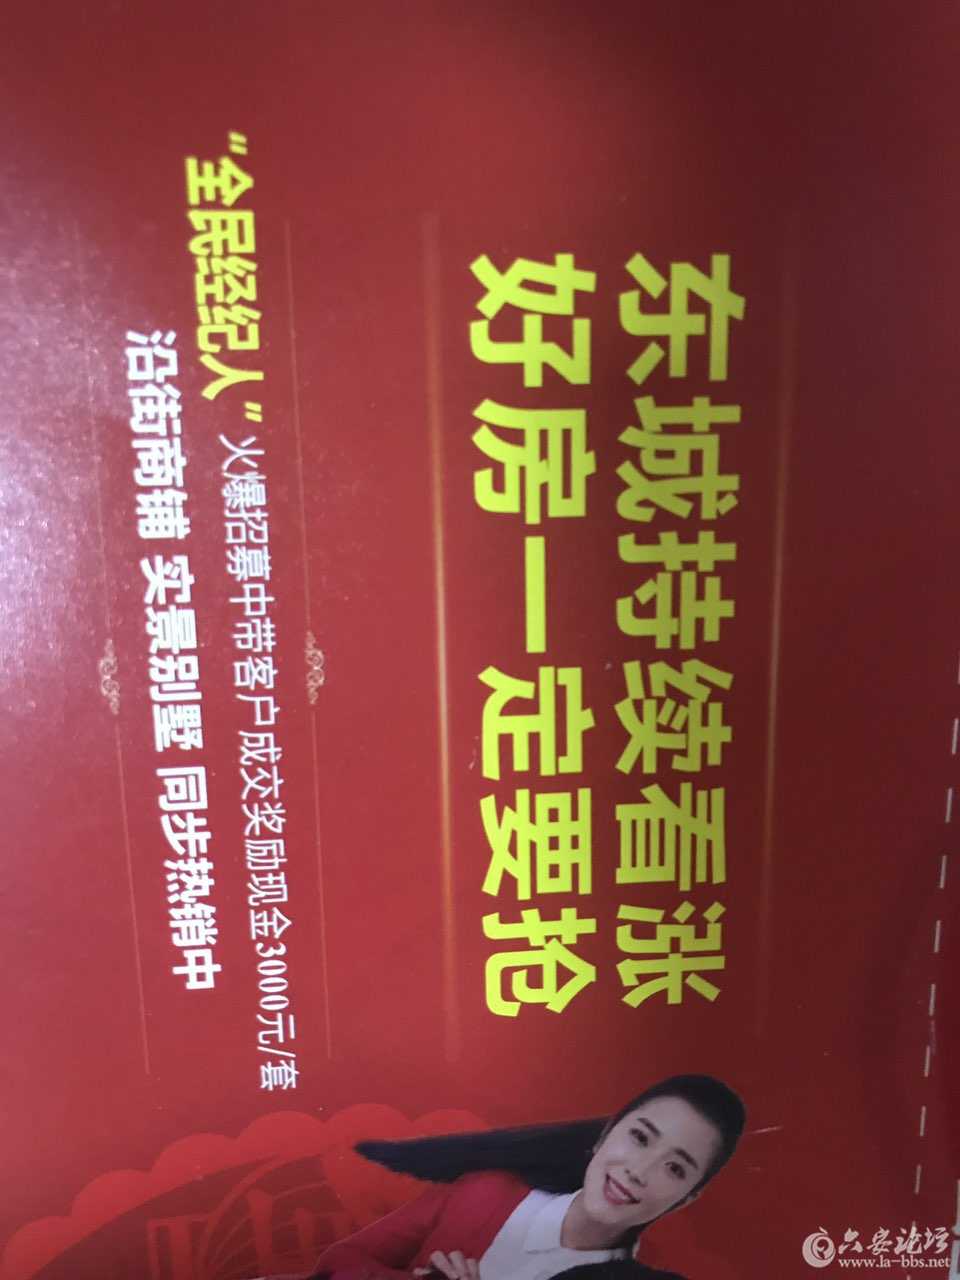 东城持续看涨
好房一定要抢
“全民经纪人”火爆招募中带客户成交奖励现金3000元/套
沿街商铺 实景别墅 同步热销中
六安论坛
www.la-bbs.net